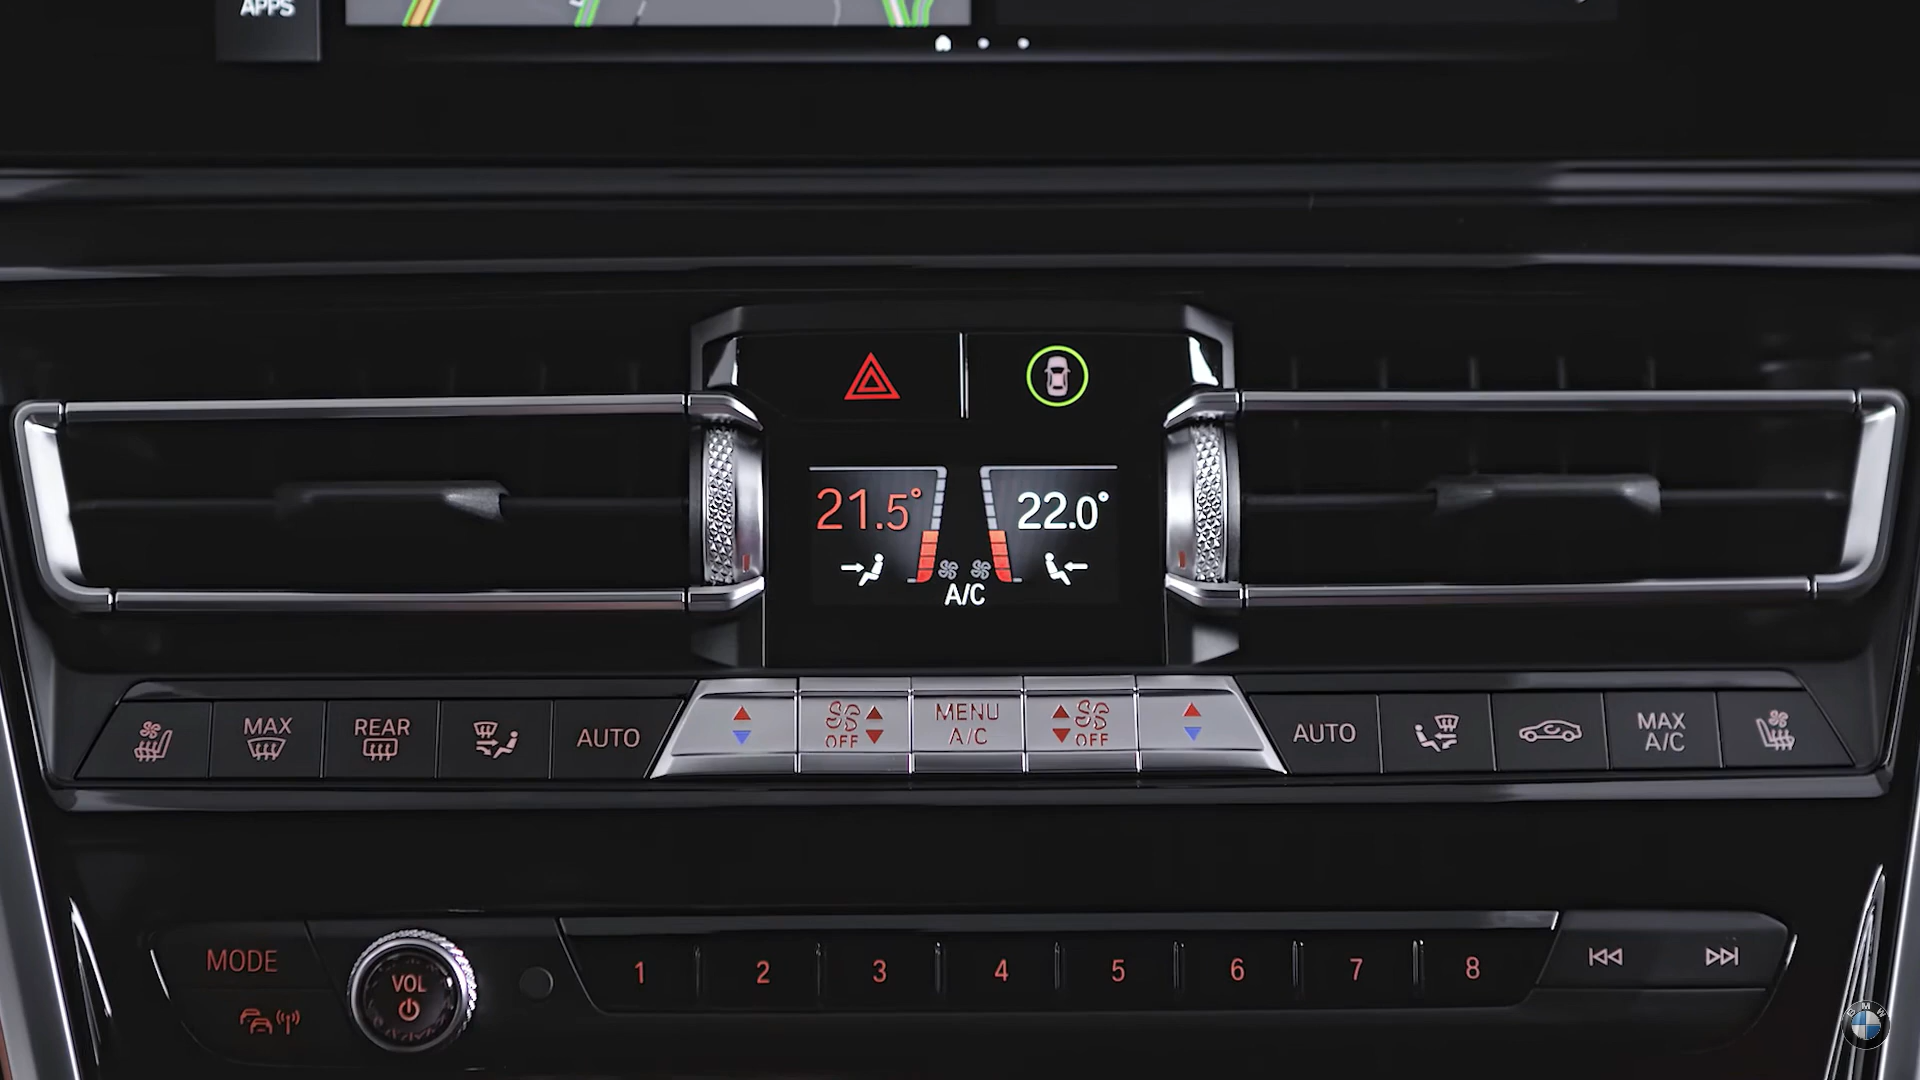 APPS
21.5°
22.0°
A/C
MAX
REAR
AUTO
OFF
MENU
A/C
OFF
AUTO
MAX
A/C
MODE
VOL
1
2
3
4
5
6
7
8
BMW